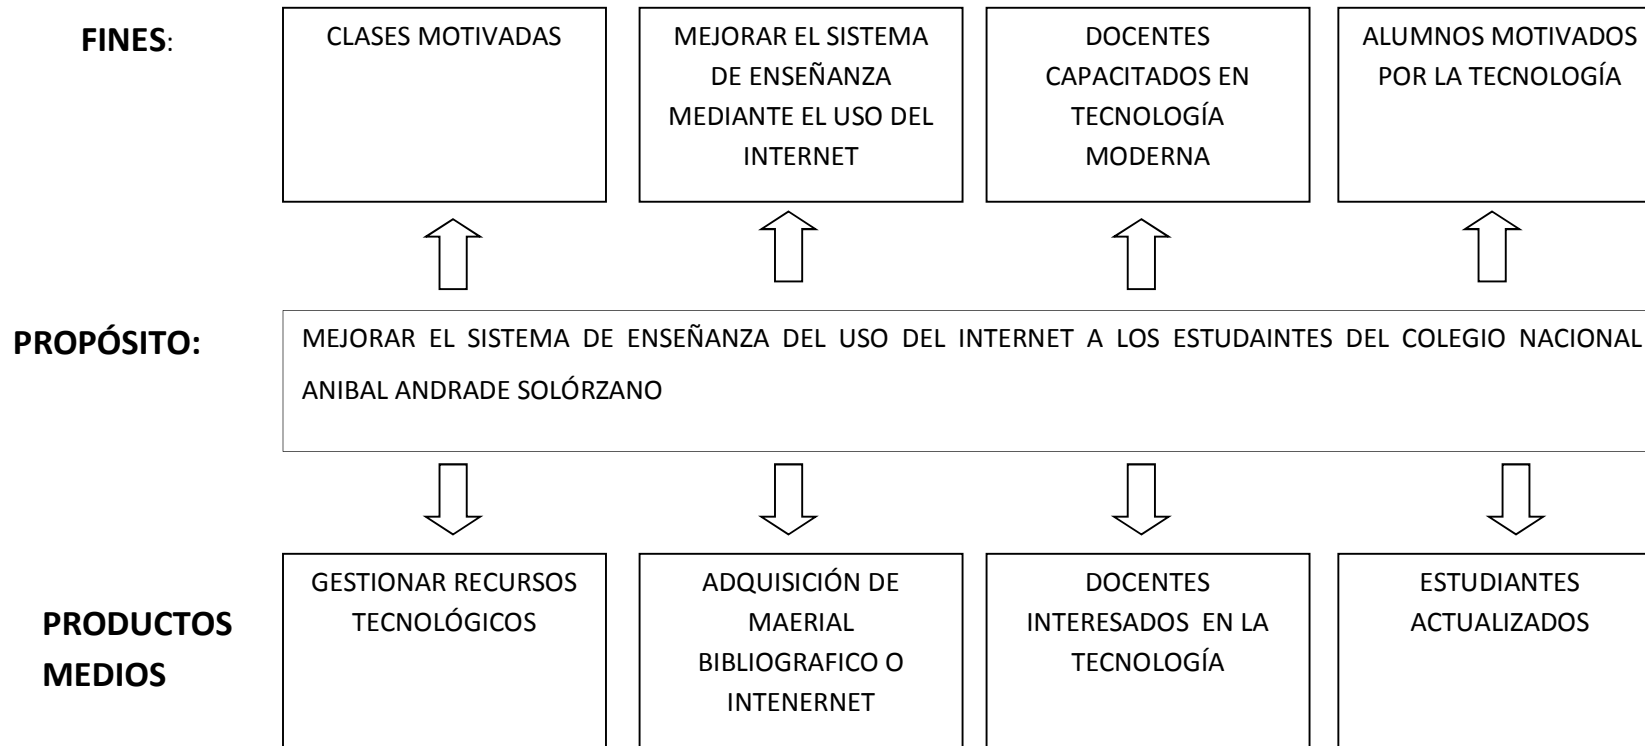 FINES:
CLASES MOTIVADAS
MEJORAR EL SISTEMA
DE ENSEÑANZA
MEDIANTE EL USO DEL
INTERNET
DOCENTES
CAPACITADOS EN
TECNOLOGÍA
MODERNA
ALUMNOS MOTIVADOS
POR LA TECNOLOGÍA
PROPÓSITO:
MEJORAR EL SISTEMA DE ENSEÑANZA DEL USO DEL INTERNET A LOS ESTUDAINTES DEL COLEGIO NACIONAL
ANIBAL ANDRADE SOLÓRZANO
PRODUCTOS
MEDIOS
GESTIONAR RECURSOS
TECNOLÓGICOS
ADQUISICIÓN DE
MAERIAL
BIBLIOGRAFICO O
INTENERNET
DOCENTES
INTERESADOS EN LA
TECNOLOGÍA
ESTUDIANTES
ACTUALIZADOS